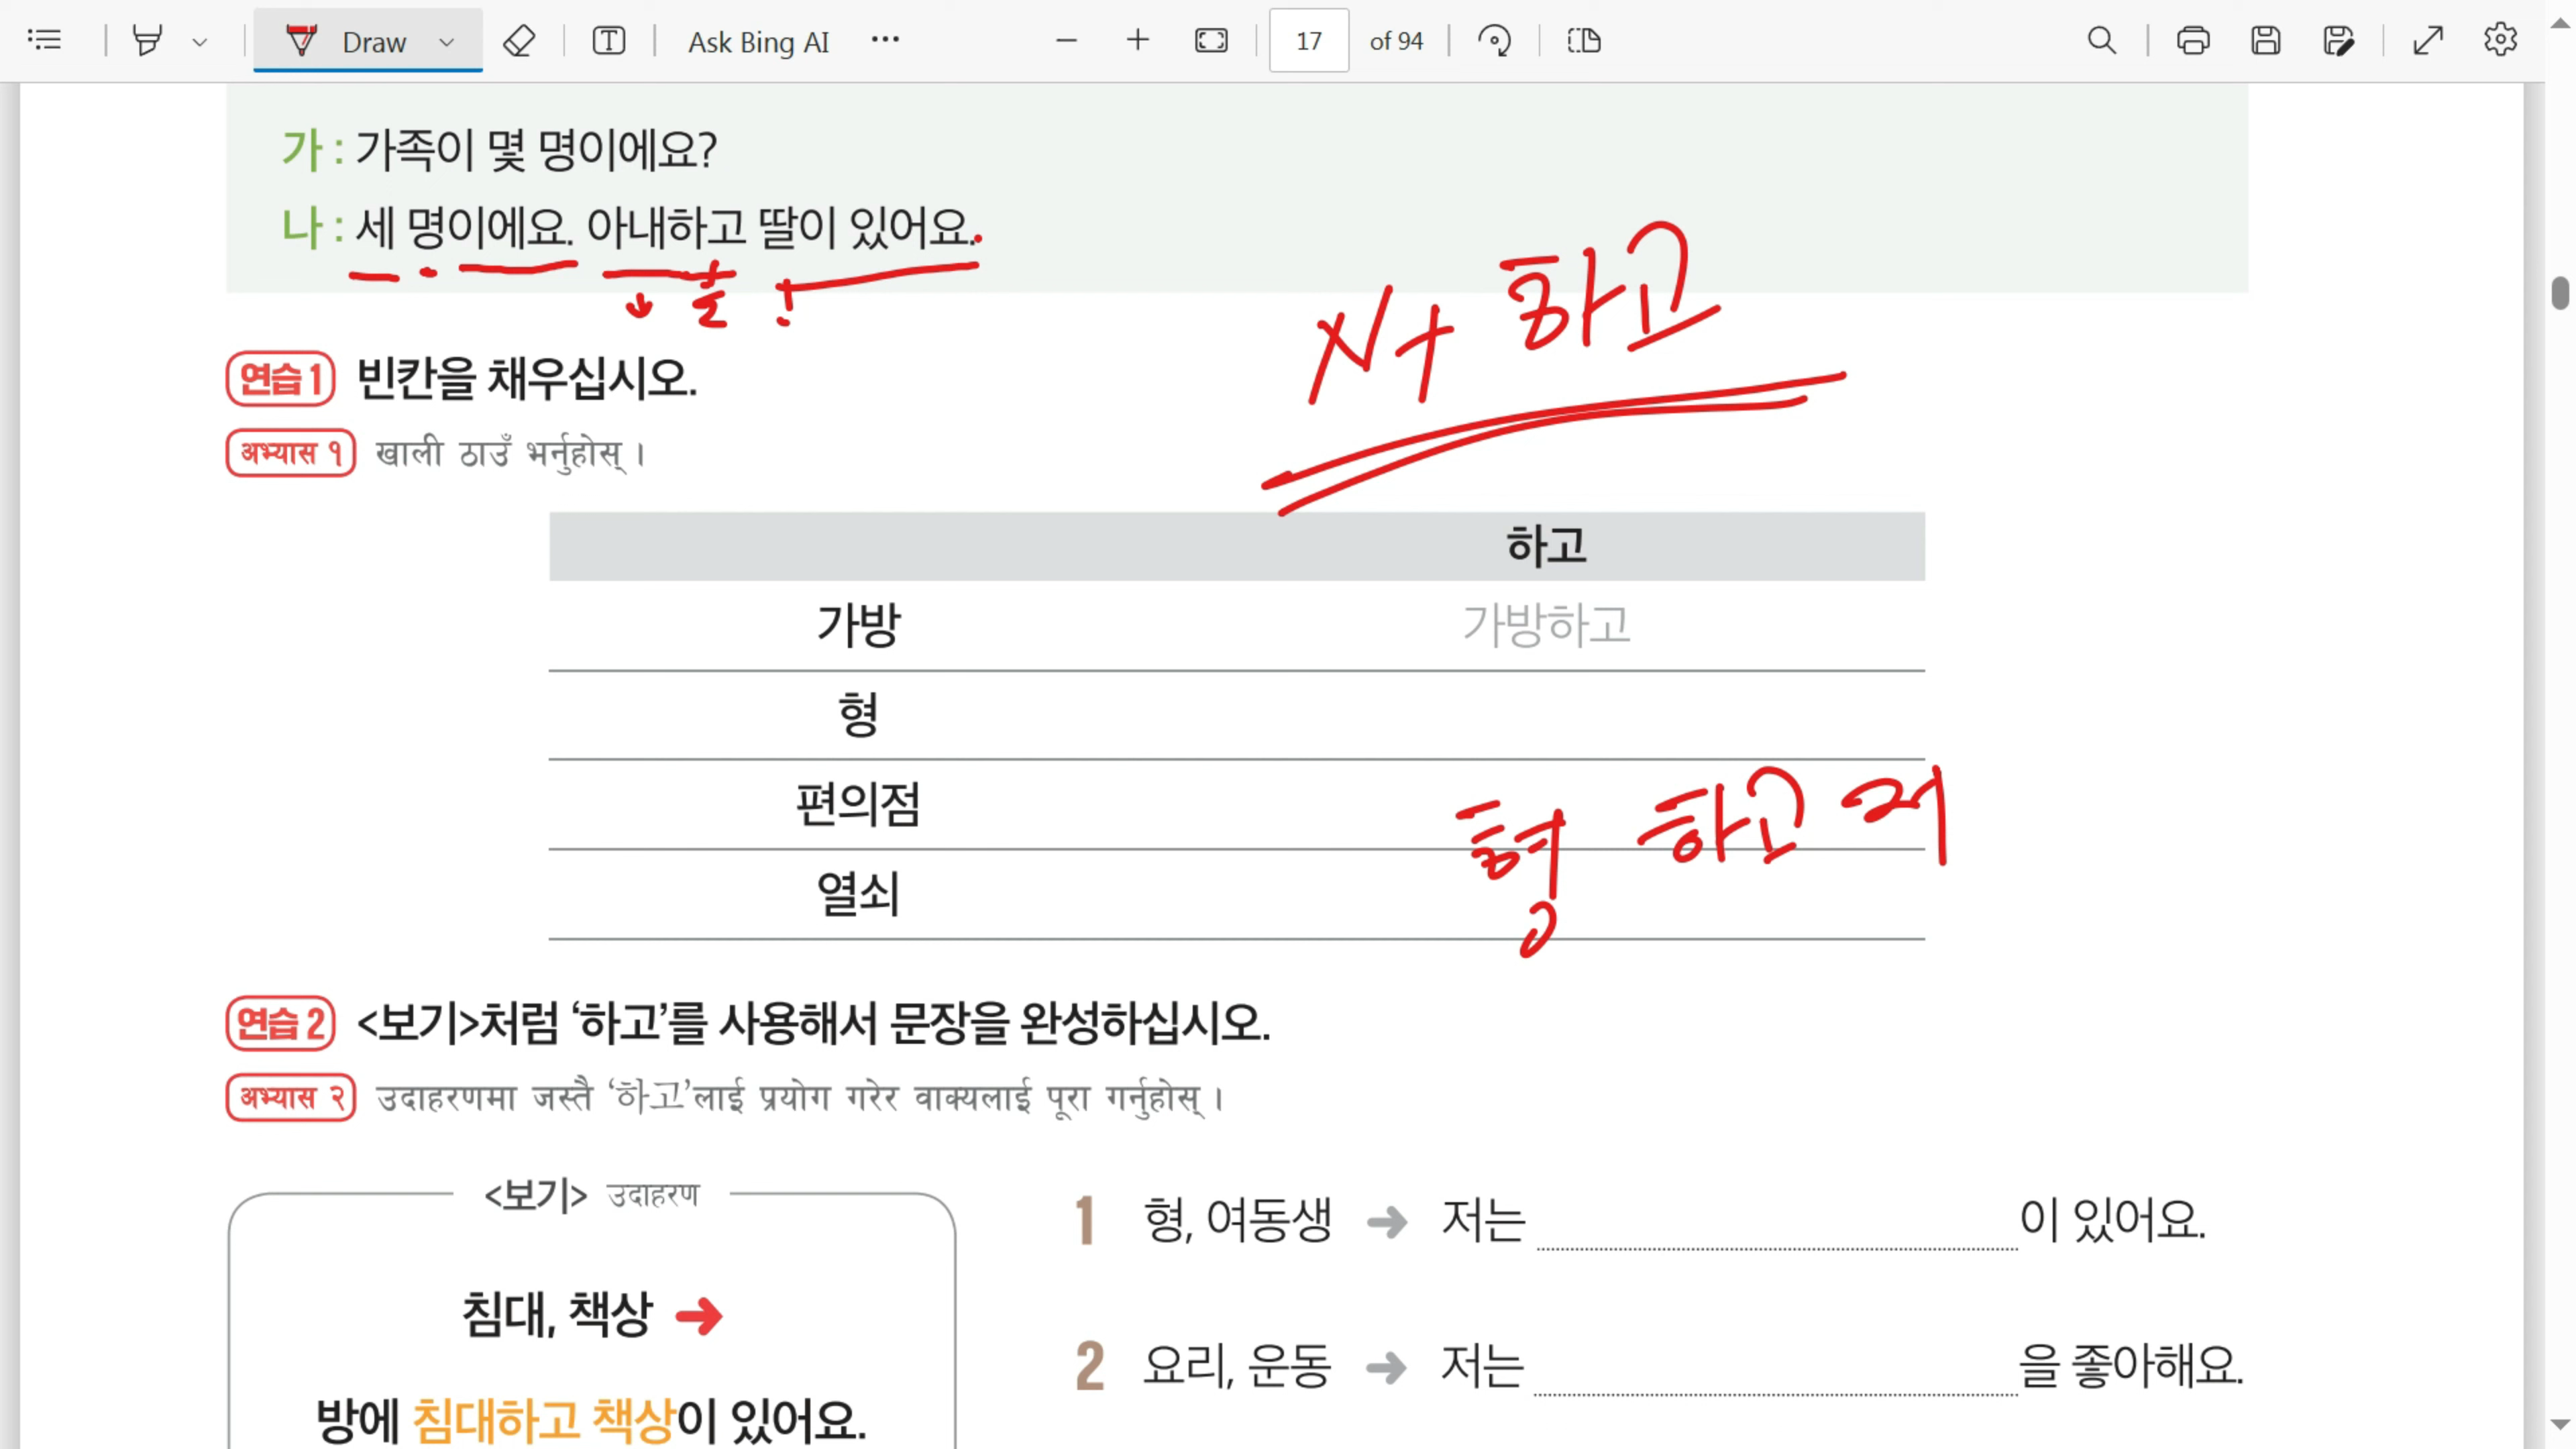 Draw Ask Bing AI 17 of 94
가 : 가족이 몇 명이에요?
나 : 세 명이에요. 아내하고 딸이 있어요.
N + 하고
연습 1 빈칸을 채우십시오.
अभ्यास १ खाली ठाउँ भर्नुहोस् ।
하고
가방 가방하고
형
편의점
형 하고 저
열쇠
연습 2 <보기>처럼 ‘하고’를 사용해서 문장을 완성하십시오.
अभ्यास २ उदाहरणमा जस्तै ‘하고’लाई प्रयोग गरेर वाक्यलाई पूरा गर्नुहोस् ।
<보기> उदाहरण
침대, 책상 ➜
방에 침대하고 책상이 있어요.
1 형, 여동생 ➜ 저는 이 있어요.
2 요리, 운동 ➜ 저는 을 좋아해요.